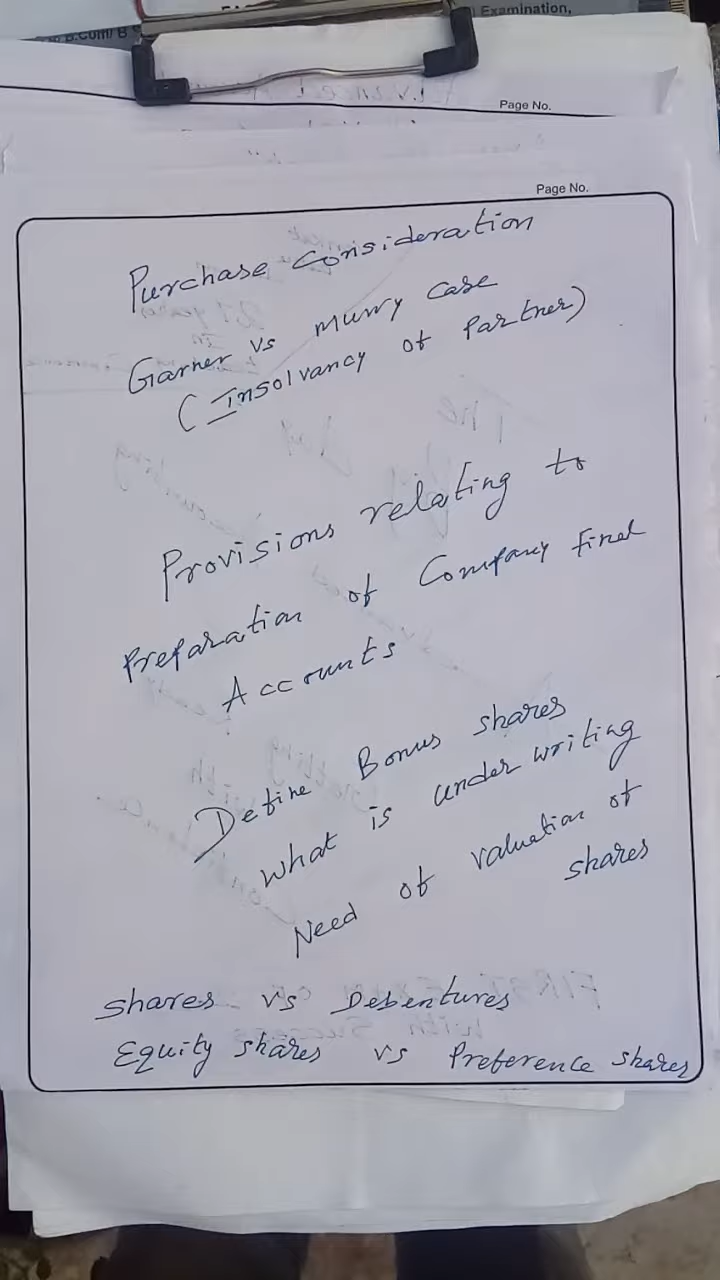 B.Com/ B
Examination,
Page No.
Page No.
Purchase Consideration
Garner vs Murry Case
(Insolvancy of Partner)
Provisions relating to
Preparation of Company Final
Accounts
Define Bonus shares
What is under writing
Need of valuation of
shares
shares vs Debentures
Equity shares vs Preference shares